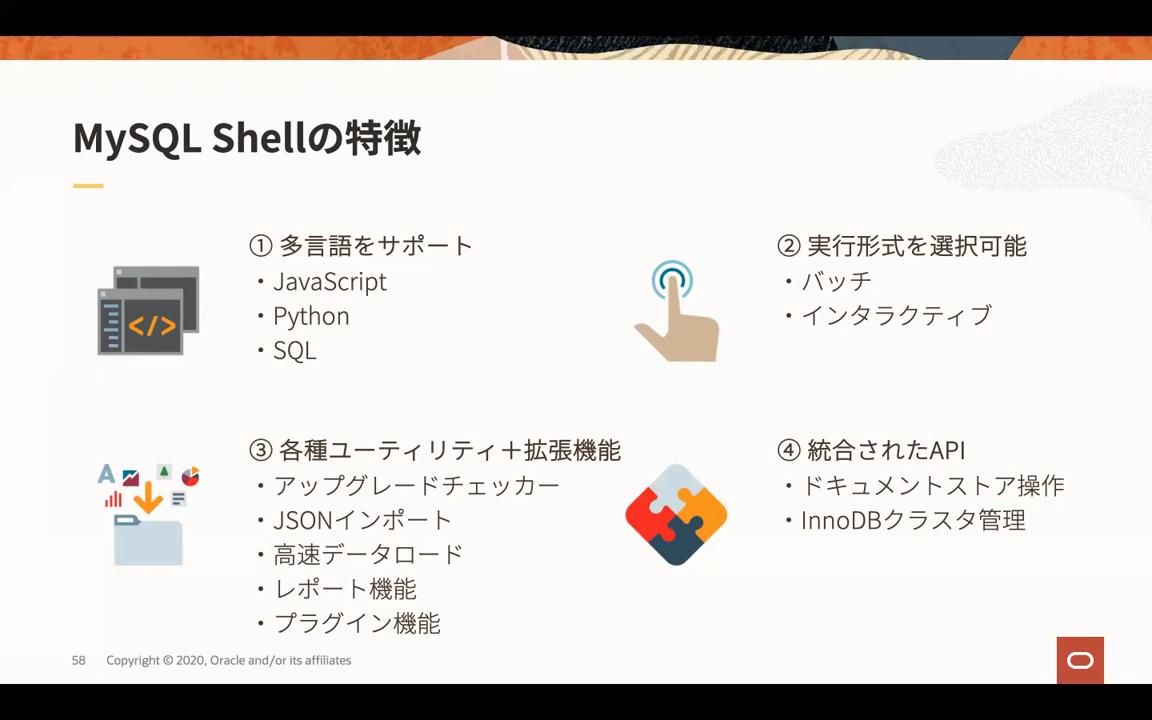 MySQL Shellの特徴
① 多言語をサポート
・JavaScript
・Python
・SQL
② 実行形式を選択可能
・バッチ
・インタラクティブ
③ 各種ユーティリティ＋拡張機能
・アップグレードチェッカー
・JSONインポート
・高速データロード
・レポート機能
・プラグイン機能
④ 統合されたAPI
・ドキュメントストア操作
・InnoDBクラスタ管理
58 Copyright © 2020, Oracle and/or its affiliates